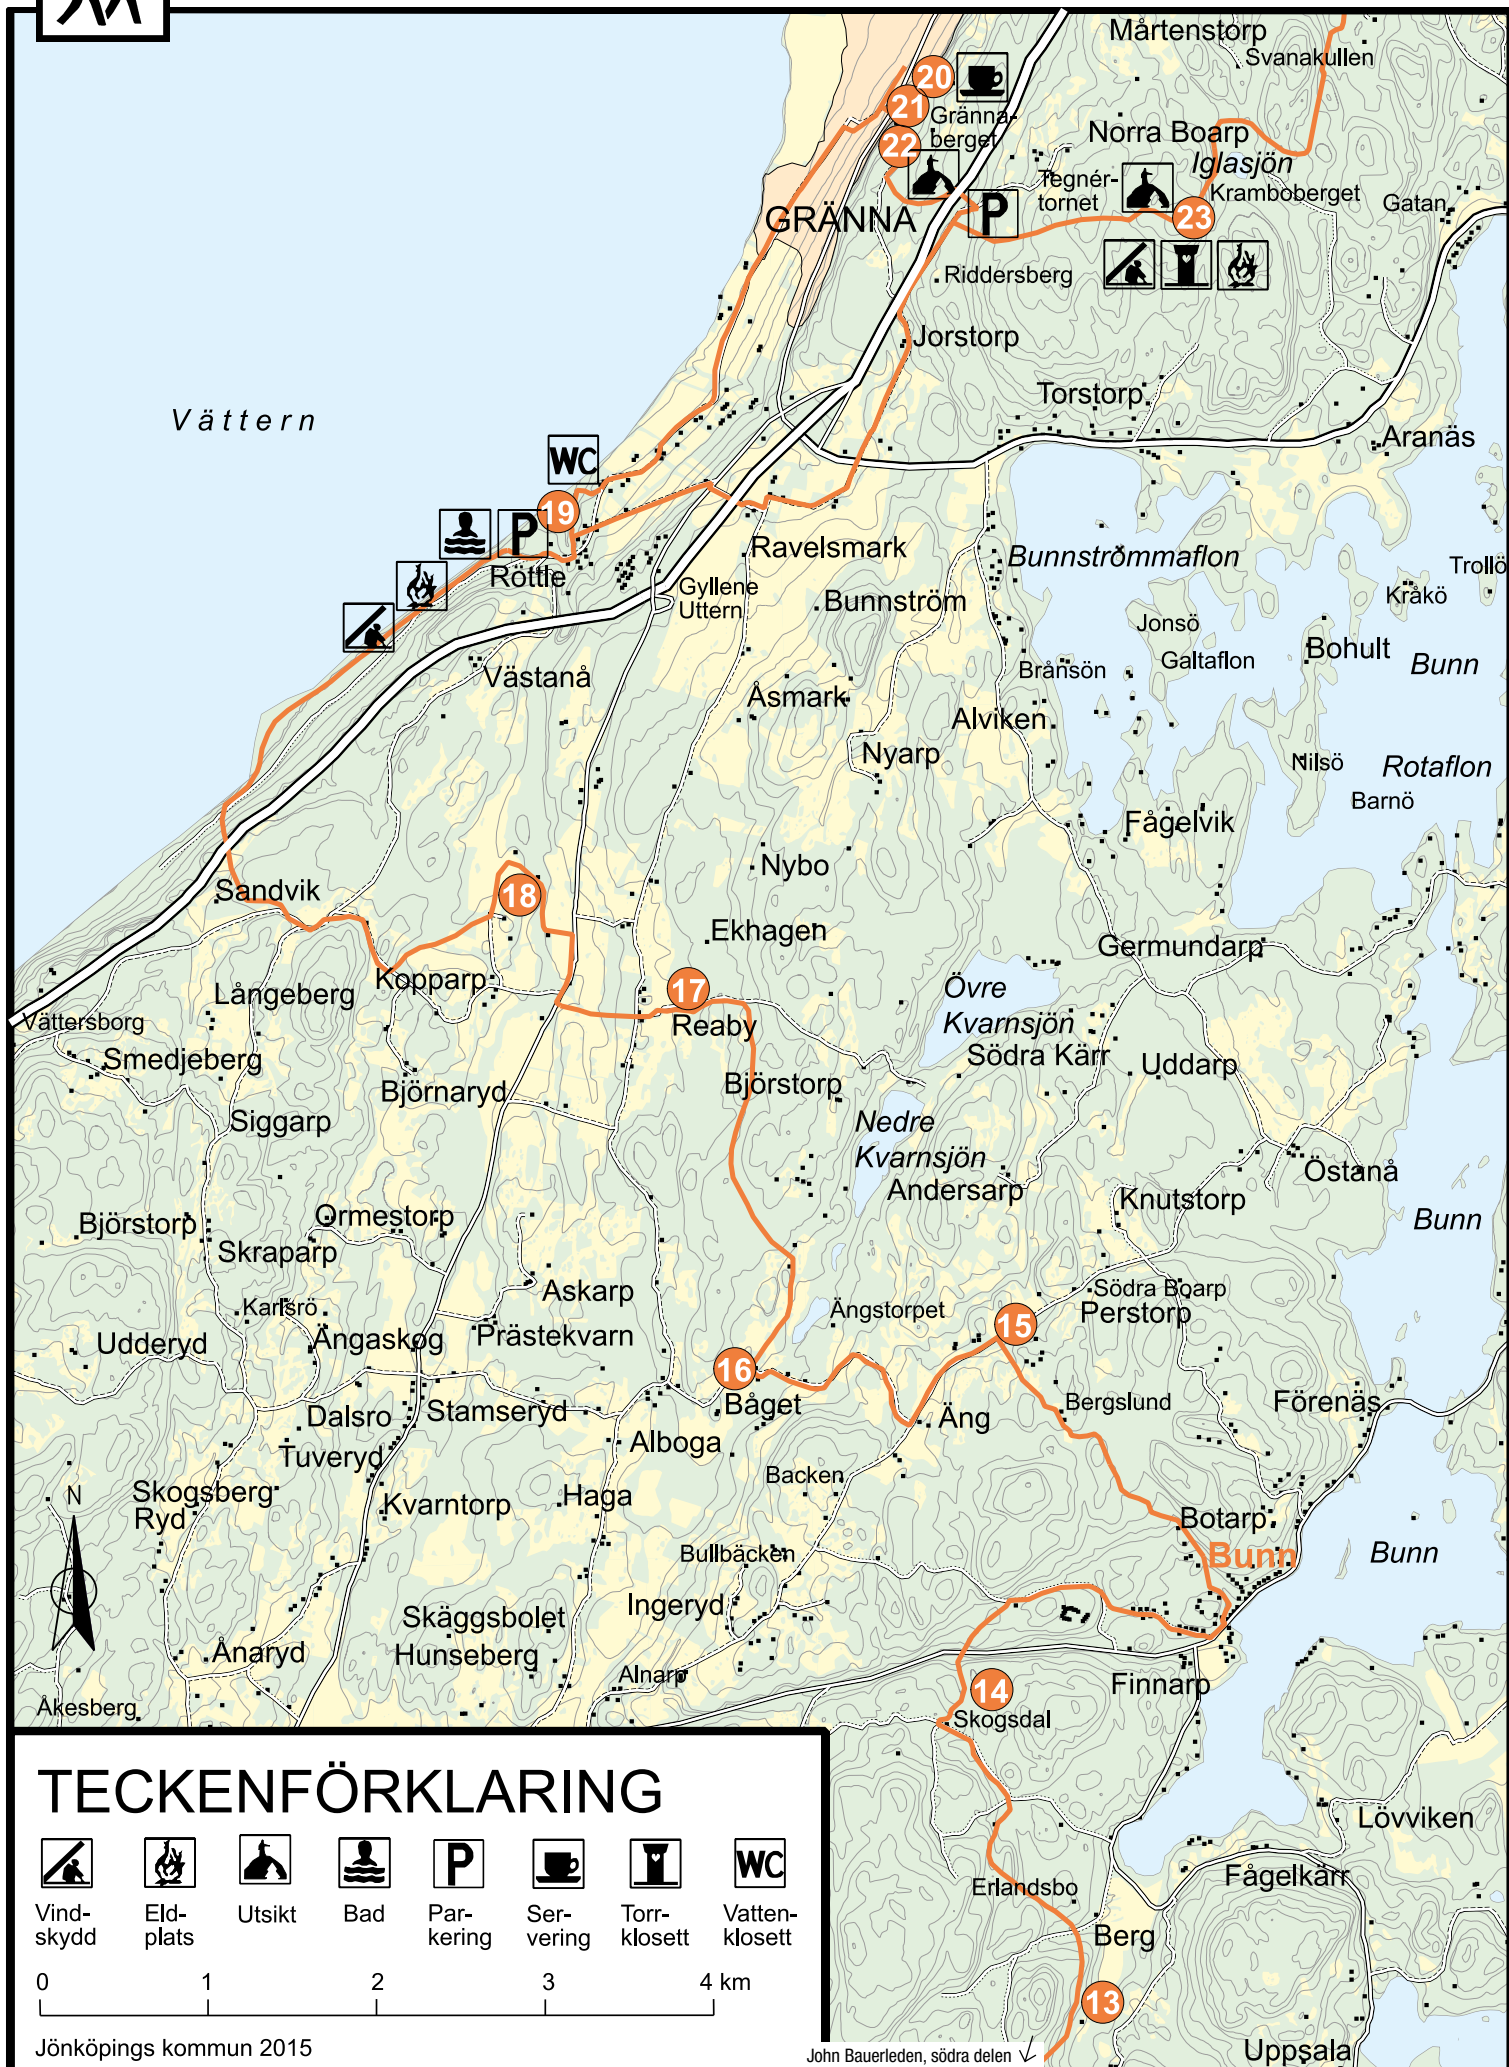 Mårtenstorp
Svanakullen
20
21
Gränna-
berget
22
Norra Boarp
Iglasjön
Tegnér-
tornet
Kramboberget
Gatan
GRÄNNA
P
23
Riddersberg
Jorstorp
Torstorp
Vättern
Aranäs
WC
19
P
Röttle
Ravelsmark
Bunnströmmaflon
Trollö
Gyllene
Uttern
Bunnström
Kråkö
Jonsö
Galtaflon
Bohult
Bunn
Brånsön
Västanå
Åsmark
Alviken
Nyarp
Nilsö
Rotaflon
Barnö
Fågelvik
Nybo
Sandvik
18
Ekhagen
Germundarp
Kopparp
Långeberg
17
Reaby
Övre
Kvarnsjön
Södra Kärr
Vättersborg
Smedjeberg
Björnaryd
Björstorp
Uddarp
Siggarp
Nedre
Kvarnsjön
Andersarp
Östanå
Knutstorp
Björstorp
Ormestorp
Skraparp
Bunn
Askarp
Södra Boarp
Perstorp
Karlsrö
Ängstorpet
15
Udderyd
Ängaskog
Prästekvarn
16
Båget
Bergslund
Förenäs
Dalsro
Stamseryd
Äng
Tuveryd
Alboga
Backen
N
Skogsberg
Ryd
Kvarntorp
Haga
Botarp
Bunn
Bunn
Bullbäcken
Ingeryd
Skäggsbolet
Hunseberg
Ånaryd
Alnarp
Finnarp
14
Skogsdal
Åkesberg
TECKENFÖRKLARING
P
WC
Vind-
skydd
Eld-
plats
Utsikt
Bad
Par-
kering
Ser-
vering
Torr-
klosett
Vatten-
klosett
0 1 2 3 4 km
Jönköpings kommun 2015
Lövviken
Fågelkärr
Erlandsbo
Berg
13
Uppsala
John Bauerleden, södra delen